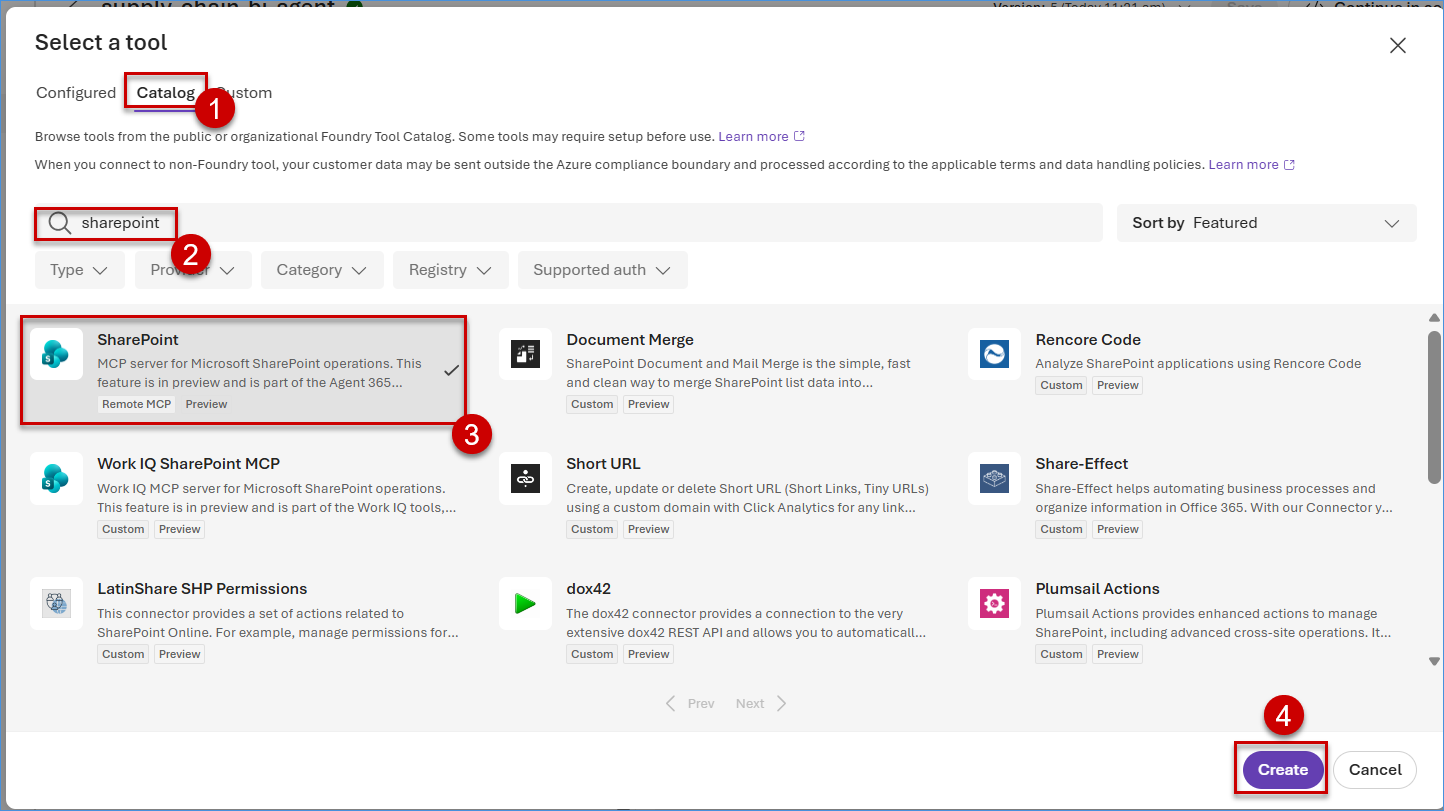 supply_chain_bi_agent
Version: 5 (Today 11:21 am)
Save
Select a tool
Configured
Catalog
1
Browse tools from the public or organizational Foundry Tool Catalog. Some tools may require setup before use. Learn more
When you connect to non-Foundry tool, your customer data may be sent outside the Azure compliance boundary and processed according to the applicable terms and data handling policies. Learn more
sharepoint
2
Sort by Featured
Type
Category
Registry
Supported auth
SharePoint
MCP server for Microsoft SharePoint operations. This
feature is in preview and is part of the Agent 365...
Remote MCP
Preview
3
Document Merge
SharePoint Document and Mail Merge is the simple, fast
and clean way to merge SharePoint list data into...
Custom
Preview
Rencore Code
Analyze SharePoint applications using Rencore Code
Custom
Preview
Work IQ SharePoint MCP
Work IQ MCP server for Microsoft SharePoint operations.
This feature is in preview and is part of the Work IQ tools,...
Custom
Preview
Short URL
Create, update or delete Short URL (Short Links, Tiny URLs)
using a custom domain with Click Analytics for any link...
Custom
Preview
Share-Effect
Share-Effect helps automating business processes and
organize information in Office 365. With our Connector y...
Custom
Preview
LatinShare SHP Permissions
This connector provides a set of actions related to
SharePoint Online. For example, manage permissions for...
Custom
Preview
dox42
The dox42 connector provides a connection to the very
extensive dox42 REST API and allows you to automaticall...
Custom
Preview
Plumsail Actions
Plumsail Actions provides enhanced actions to manage
SharePoint, including advanced cross-site operations. It...
Custom
Preview
Prev
Next
4
Create
Cancel